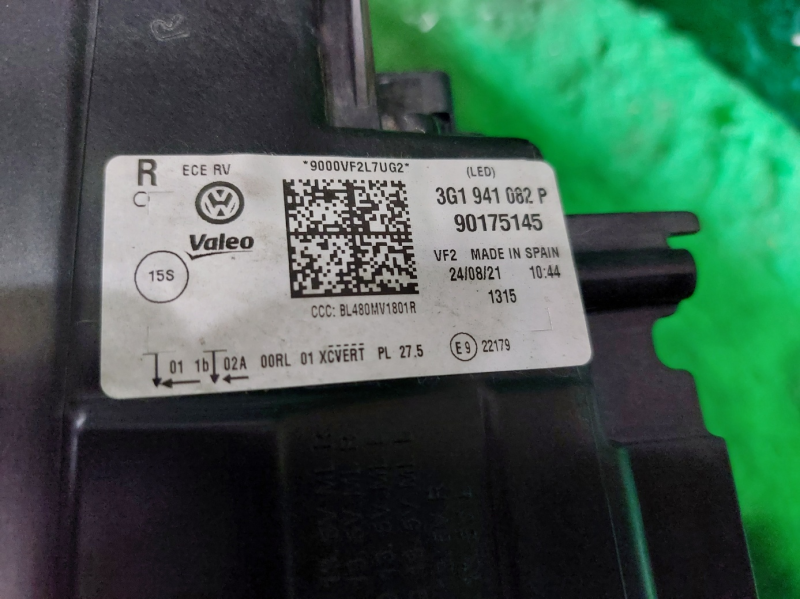 R ECE RV *9000VF2L7UG2* (LED)
3G1 941 082 P
Valeo 90175145
VF2 MADE IN SPAIN
15S 24/08/21 10:44
1315
CCC: BL480MV1801R
01 1b 02A 00RL 01 XCVERT PL 27.5 E9 22179